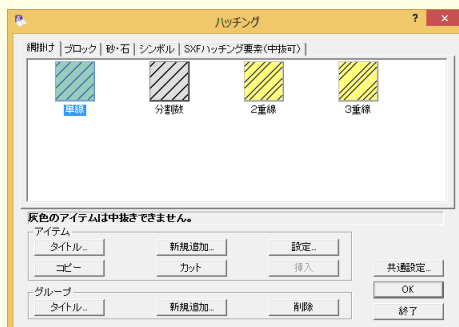 ハッチング
? ×
網掛け ブロック 砂・石 シンボル SXFハッチング要素(中抜可)
単線 分割数 2重線 3重線
灰色のアイテムは中抜きできません。
アイテム
タイトル... 新規追加... 設定...
コピー カット 挿入 共通設定...
グループ OK
タイトル... 新規追加... 削除 終了